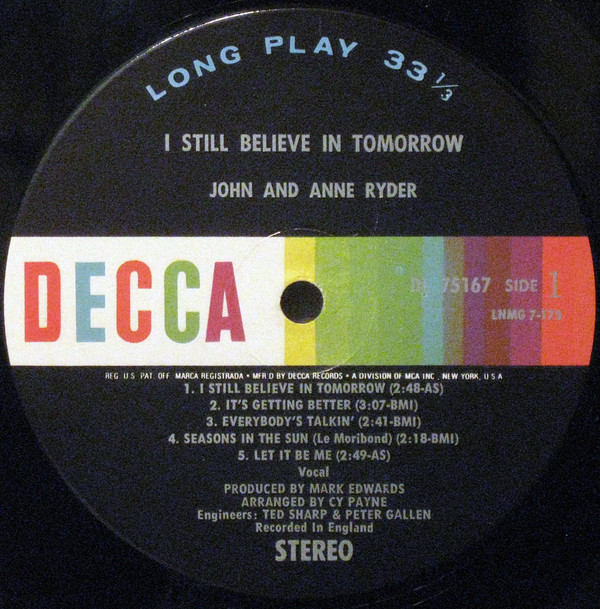 LONG PLAY 33 1/3
I STILL BELIEVE IN TOMORROW
JOHN AND ANNE RYDER
DECCA
DL 75167 SIDE 1
LNMG 7-173
REG. U.S. PAT. OFF. MARCA REGISTRADA • MFR'D BY DECCA RECORDS • A DIVISION OF MCA INC., NEW YORK, U.S.A
1. I STILL BELIEVE IN TOMORROW (2:48-AS)
2. IT'S GETTING BETTER (3:07-BMI)
3. EVERYBODY'S TALKIN' (2:41-BMI)
4. SEASONS IN THE SUN (Le Moribond) (2:18-BMI)
5. LET IT BE ME (2:49-AS)
Vocal
PRODUCED BY MARK EDWARDS
ARRANGED BY CY PAYNE
Engineers: TED SHARP & PETER GALLEN
Recorded In England
STEREO